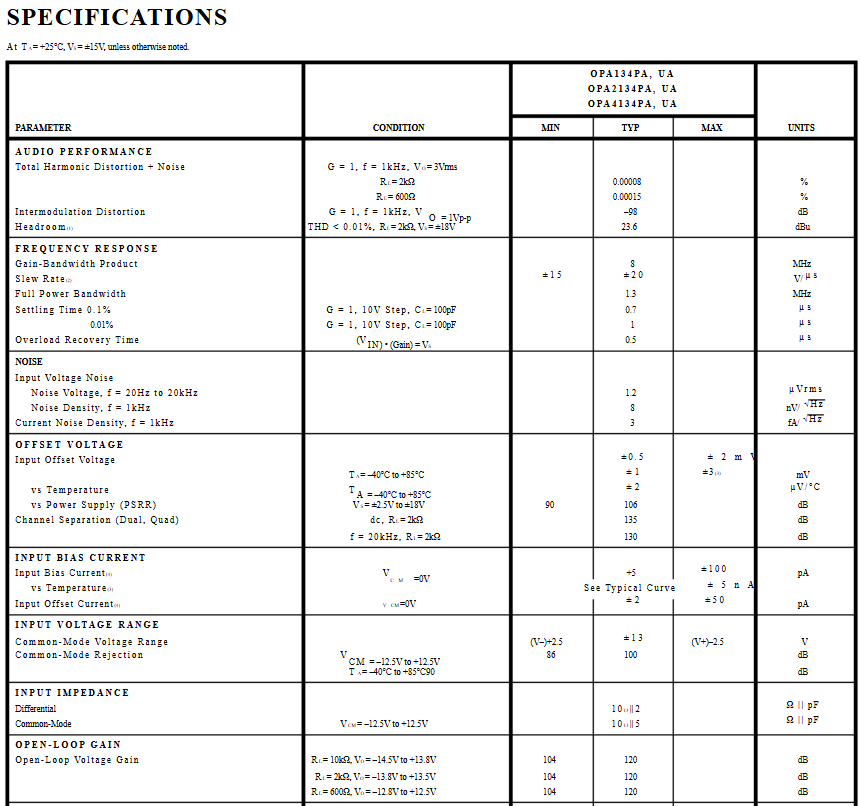 SPECIFICATIONS
At TA = +25°C, VS = ±15V, unless otherwise noted.
OPA134PA, UA
OPA2134PA, UA
OPA4134PA, UA
PARAMETER CONDITION MIN TYP MAX UNITS
AUDIO PERFORMANCE
Total Harmonic Distortion + Noise G = 1, f = 1kHz, VO = 3Vrms
RL = 2kΩ 0.00008 %
RL = 600Ω 0.00015 %
Intermodulation Distortion G = 1, f = 1kHz, VO = 1Vp-p –98 dB
Headroom(1) THD < 0.01%, RL = 2kΩ, VS = ±18V 23.6 dBu
FREQUENCY RESPONSE
Gain-Bandwidth Product 8 MHz
Slew Rate(2) ±15 ±20 V/µs
Full Power Bandwidth 1.3 MHz
Settling Time 0.1% G = 1, 10V Step, CL = 100pF 0.7 µs
0.01% G = 1, 10V Step, CL = 100pF 1 µs
Overload Recovery Time (VIN) • (Gain) = VS 0.5 µs
NOISE
Input Voltage Noise
Noise Voltage, f = 20Hz to 20kHz 1.2 µVrms
Noise Density, f = 1kHz 8 nV/√Hz
Current Noise Density, f = 1kHz 3 fA/√Hz
OFFSET VOLTAGE
Input Offset Voltage ±0.5 ±2 mV
TA = –40°C to +85°C ±1 ±3(3) mV
vs Temperature TA = –40°C to +85°C ±2 µV/°C
vs Power Supply (PSRR) VS = ±2.5V to ±18V 90 106 dB
Channel Separation (Dual, Quad) dc, RL = 2kΩ 135 dB
f = 20kHz, RL = 2kΩ 130 dB
INPUT BIAS CURRENT
Input Bias Current(4) VCM =0V +5 ±100 pA
vs Temperature(3) See Typical Curve ±5 nA
Input Offset Current(4) VCM =0V ±2 ±50 pA
INPUT VOLTAGE RANGE
Common-Mode Voltage Range (V–)+2.5 ±13 (V+)–2.5 V
Common-Mode Rejection VCM = –12.5V to +12.5V 86 100 dB
TA = –40°C to +85°C90 dB
INPUT IMPEDANCE
Differential 10 || 2 Ω || pF
Common-Mode VCM = –12.5V to +12.5V 10 || 5 Ω || pF
OPEN-LOOP GAIN
Open-Loop Voltage Gain RL = 10kΩ, VO = –14.5V to +13.8V 104 120 dB
RL = 2kΩ, VO = –13.8V to +13.5V 104 120 dB
RL = 600Ω, VO = –12.8V to +12.5V 104 120 dB